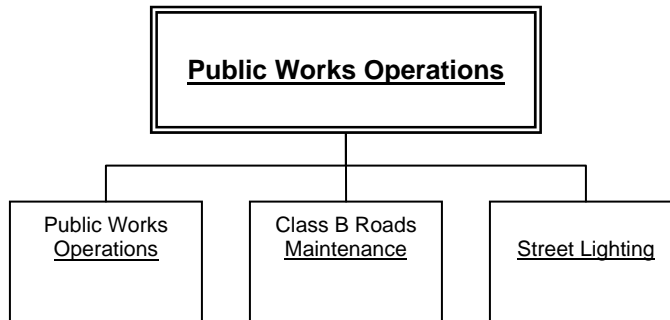 Public Works Operations
Public Works
Operations
Class B Roads
Maintenance
Street Lighting